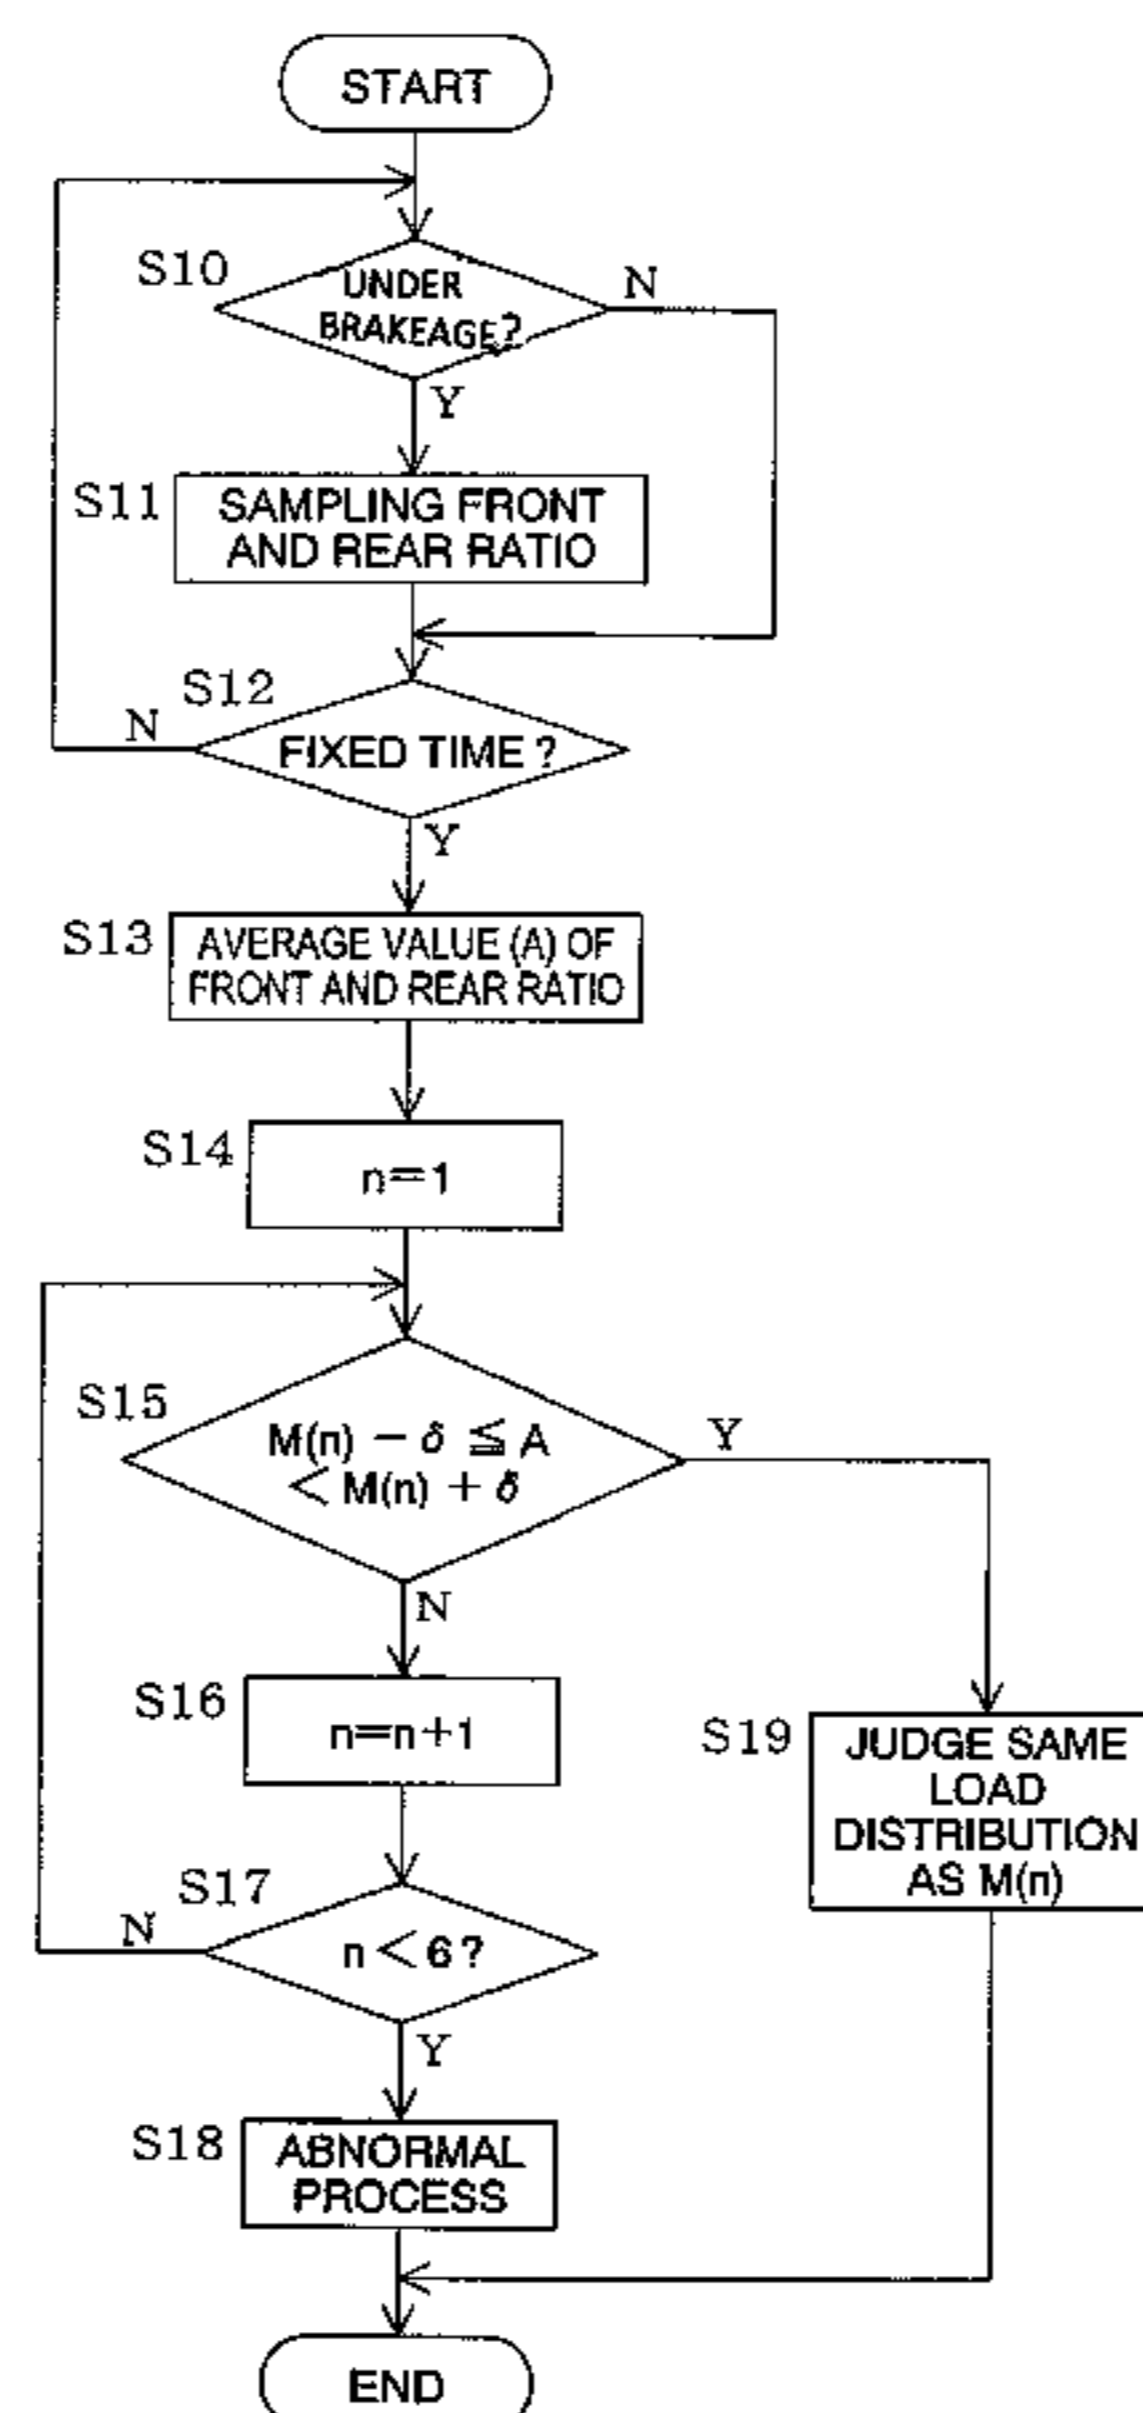 START
S10
UNDER
BRAKEAGE?
N
Y
S11
SAMPLING FRONT
AND REAR RATIO
S12
N
FIXED TIME ?
Y
S13
AVERAGE VALUE (A) OF
FRONT AND REAR RATIO
S14
n=1
S15
M(n) − δ ≦ A
< M(n) + δ
Y
N
S16
n=n+1
S19
JUDGE SAME
LOAD
DISTRIBUTION
AS M(n)
S17
N
n < 6 ?
Y
S18
ABNORMAL
PROCESS
END